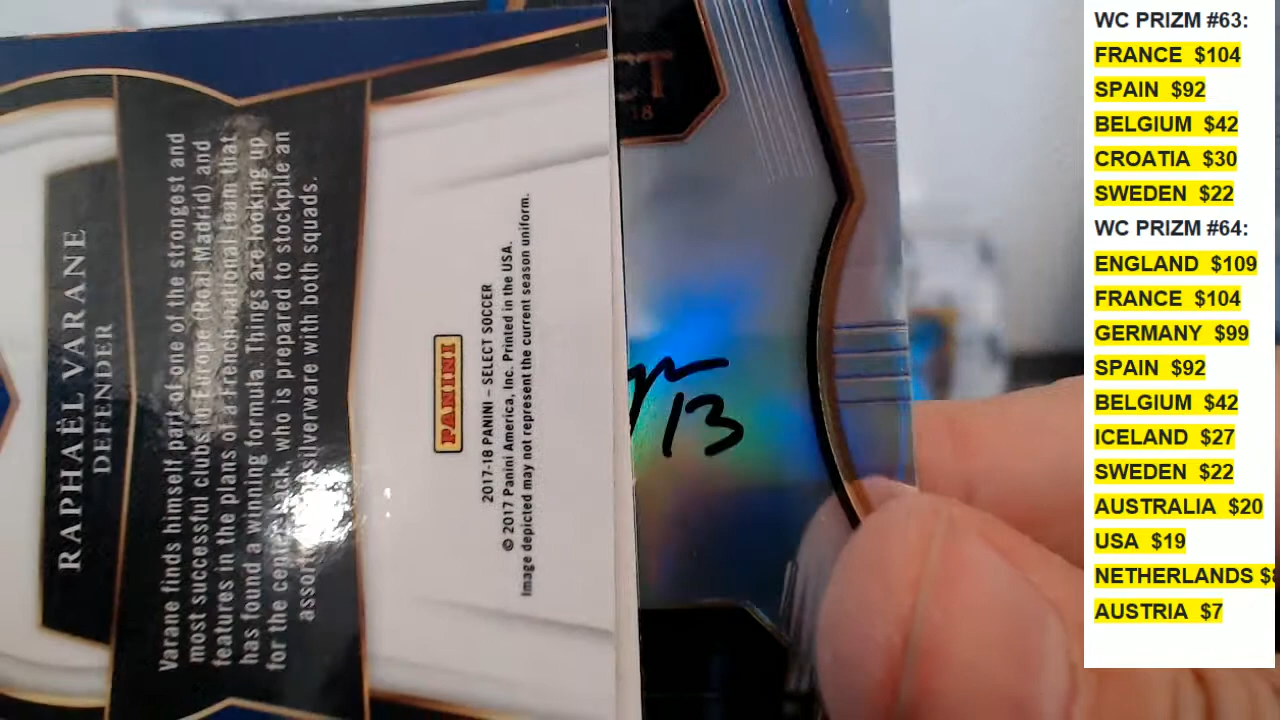 RAPHAËL VARANE
DEFENDER
Varane finds himself part of one of the strongest and
most successful clubs in Europe (Real Madrid) and
features in the plans of a French national team that
has found a winning formula. Things are looking up
for the center back, who is prepared to stockpile an
silverware with both squads.
PANINI
2017-18 PANINI – SELECT SOCCER
© 2017 Panini America, Inc. Printed in the USA.
Image depicted may not represent the current season uniform.
CT
18
13
WC PRIZM #63:
FRANCE $104
SPAIN $92
BELGIUM $42
CROATIA $30
SWEDEN $22
WC PRIZM #64:
ENGLAND $109
FRANCE $104
GERMANY $99
SPAIN $92
BELGIUM $42
ICELAND $27
SWEDEN $22
AUSTRALIA $20
USA $19
NETHERLANDS
AUSTRIA $7